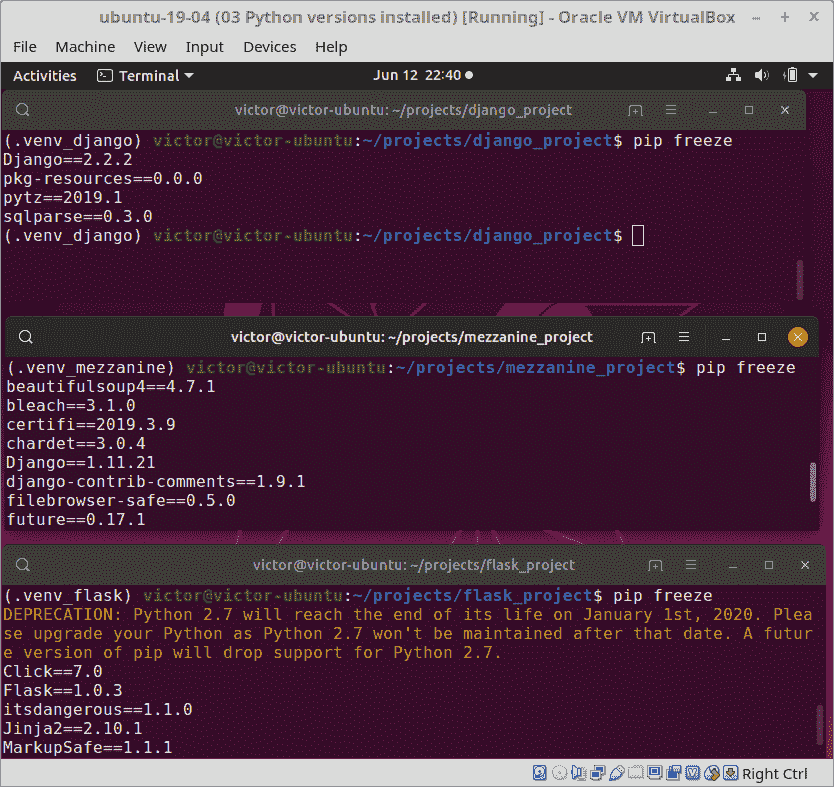 ubuntu-19-04 (03 Python versions installed) [Running] - Oracle VM VirtualBox
File Machine View Input Devices Help
Activities Terminal Jun 12 22:40
victor@victor-ubuntu: ~/projects/django_project
(.venv_django) victor@victor-ubuntu:~/projects/django_project$ pip freeze
Django==2.2.2
pkg-resources==0.0.0
pytz==2019.1
sqlparse==0.3.0
(.venv_django) victor@victor-ubuntu:~/projects/django_project$
victor@victor-ubuntu: ~/projects/mezzanine_project
(.venv_mezzanine) victor@victor-ubuntu:~/projects/mezzanine_project$ pip freeze
beautifulsoup4==4.7.1
bleach==3.1.0
certifi==2019.3.9
chardet==3.0.4
Django==1.11.21
django-contrib-comments==1.9.1
filebrowser-safe==0.5.0
future==0.17.1
victor@victor-ubuntu: ~/projects/flask_project
(.venv_flask) victor@victor-ubuntu:~/projects/flask_project$ pip freeze
DEPRECATION: Python 2.7 will reach the end of its life on January 1st, 2020. Plea
se upgrade your Python as Python 2.7 won't be maintained after that date. A futur
e version of pip will drop support for Python 2.7.
Click==7.0
Flask==1.0.3
itsdangerous==1.1.0
Jinja2==2.10.1
MarkupSafe==1.1.1
Right Ctrl